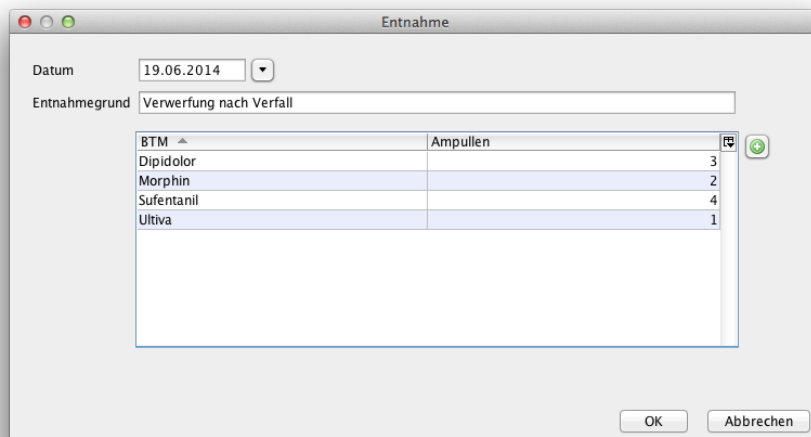 Entnahme
Datum 19.06.2014
Entnahmegrund Verwerfung nach Verfall
BTM Ampullen
Dipidolor 3
Morphin 2
Sufentanil 4
Ultiva 1
OK Abbrechen